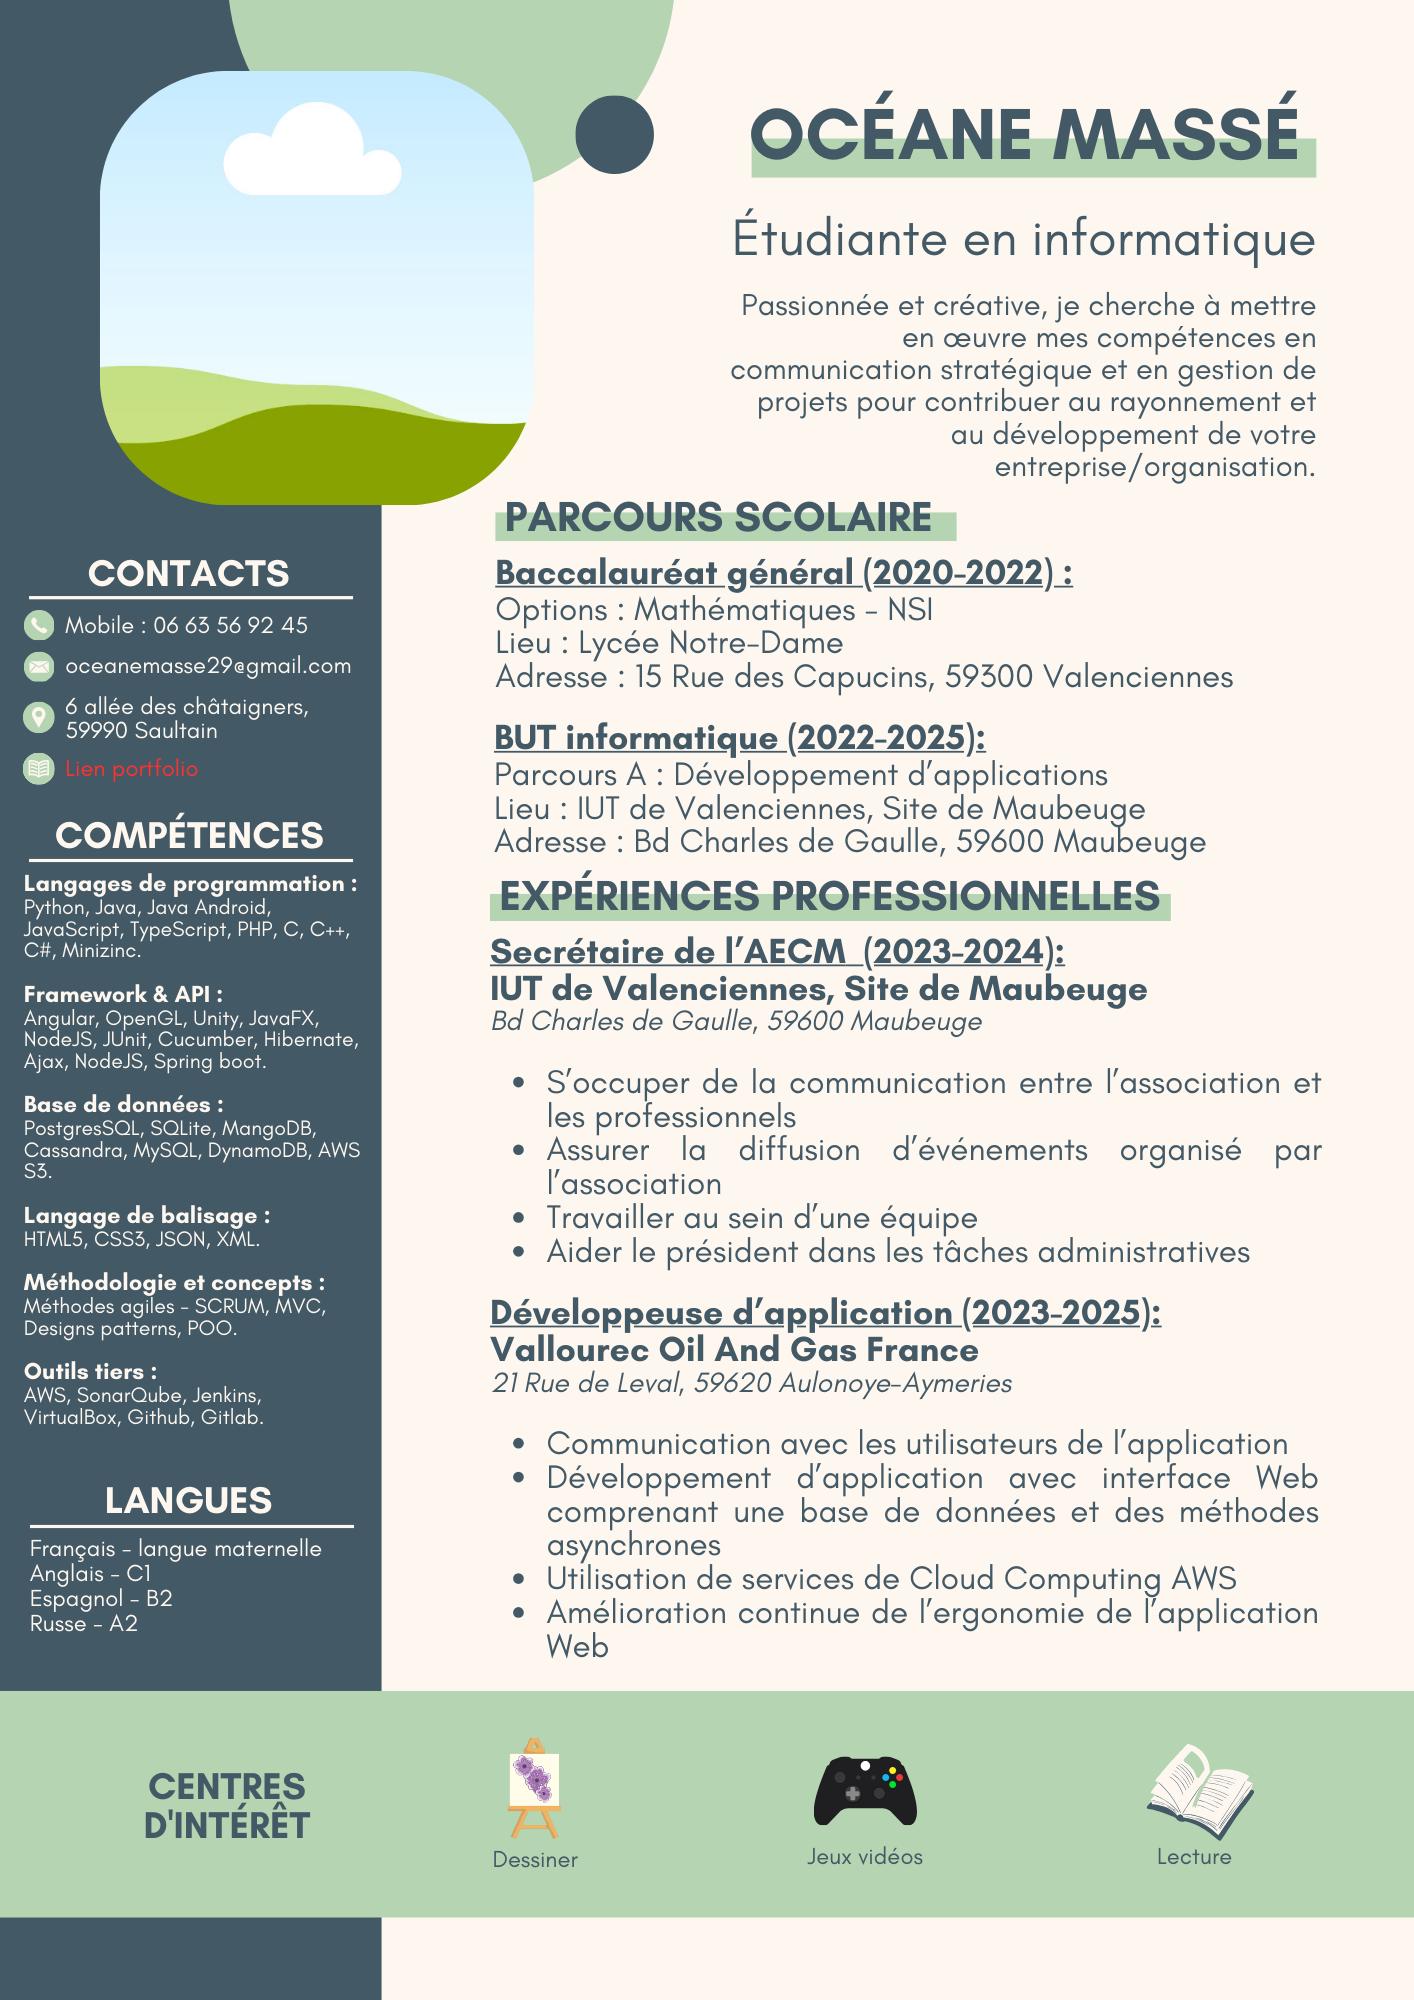 OCÉANE MASSÉ
Étudiante en informatique
Passionnée et créative, je cherche à mettre
en œuvre mes compétences en
communication stratégique et en gestion de
projets pour contribuer au rayonnement et
au développement de votre
entreprise/organisation.
CONTACTS
Mobile : 06 63 56 92 45
oceanemasse29@gmail.com
6 allée des châtaigners,
59990 Saultain
Lien portfolio
COMPÉTENCES
Langages de programmation :
Python, Java, Java Android,
JavaScript, TypeScript, PHP, C, C++,
C#, Minizinc.
Framework & API :
Angular, OpenGL, Unity, JavaFX,
NodeJS, JUnit, Cucumber, Hibernate,
Ajax, NodeJS, Spring boot.
Base de données :
PostgresSQL, SQLite, MangoDB,
Cassandra, MySQL, DynamoDB, AWS
S3.
Langage de balisage :
HTML5, CSS3, JSON, XML.
Méthodologie et concepts :
Méthodes agiles - SCRUM, MVC,
Designs patterns, POO.
Outils tiers :
AWS, SonarQube, Jenkins,
VirtualBox, Github, Gitlab.
LANGUES
Français - langue maternelle
Anglais - C1
Espagnol - B2
Russe - A2
PARCOURS SCOLAIRE
Baccalauréat général (2020-2022) :
Options : Mathématiques - NSI
Lieu : Lycée Notre-Dame
Adresse : 15 Rue des Capucins, 59300 Valenciennes
BUT informatique (2022-2025):
Parcours A : Développement d'applications
Lieu : IUT de Valenciennes, Site de Maubeuge
Adresse : Bd Charles de Gaulle, 59600 Maubeuge
EXPÉRIENCES PROFESSIONNELLES
Secrétaire de l'AECM (2023-2024):
IUT de Valenciennes, Site de Maubeuge
Bd Charles de Gaulle, 59600 Maubeuge
• S'occuper de la communication entre l'association et
les professionnels
• Assurer la diffusion d'événements organisé par
l'association
• Travailler au sein d'une équipe
• Aider le président dans les tâches administratives
Développeuse d'application (2023-2025):
Vallourec Oil And Gas France
21 Rue de Leval, 59620 Aulonoye-Aymeries
• Communication avec les utilisateurs de l'application
• Développement d'application avec interface Web
comprenant une base de données et des méthodes
asynchrones
• Utilisation de services de Cloud Computing AWS
• Amélioration continue de l'ergonomie de l'application
Web
CENTRES
D'INTÉRÊT
Dessiner
Jeux vidéos
Lecture